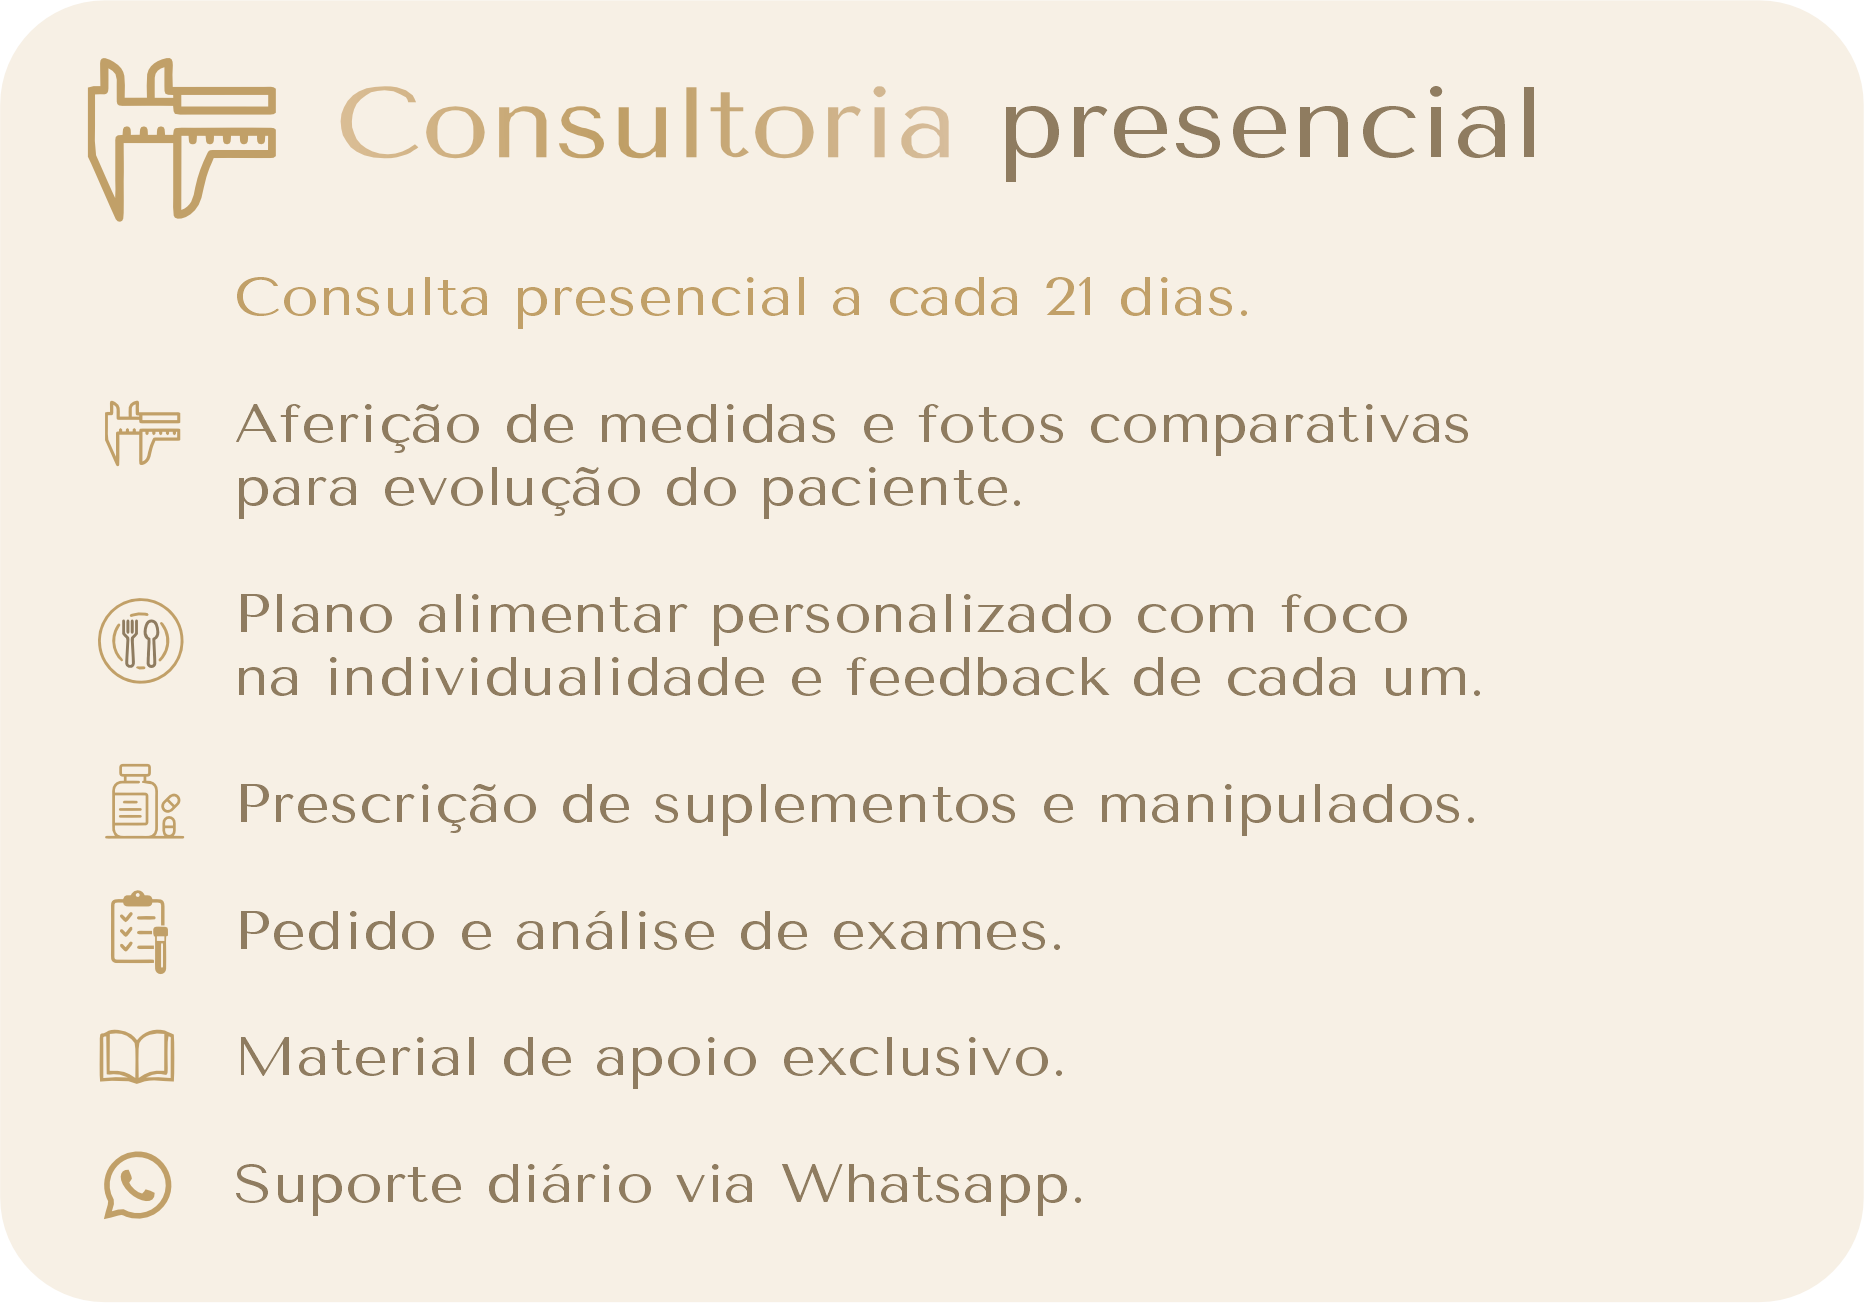 Consultoria presencial
Consulta presencial a cada 21 dias.
Aferição de medidas e fotos comparativas
para evolução do paciente.
Plano alimentar personalizado com foco
na individualidade e feedback de cada um.
Prescrição de suplementos e manipulados.
Pedido e análise de exames.
Material de apoio exclusivo.
Suporte diário via Whatsapp.